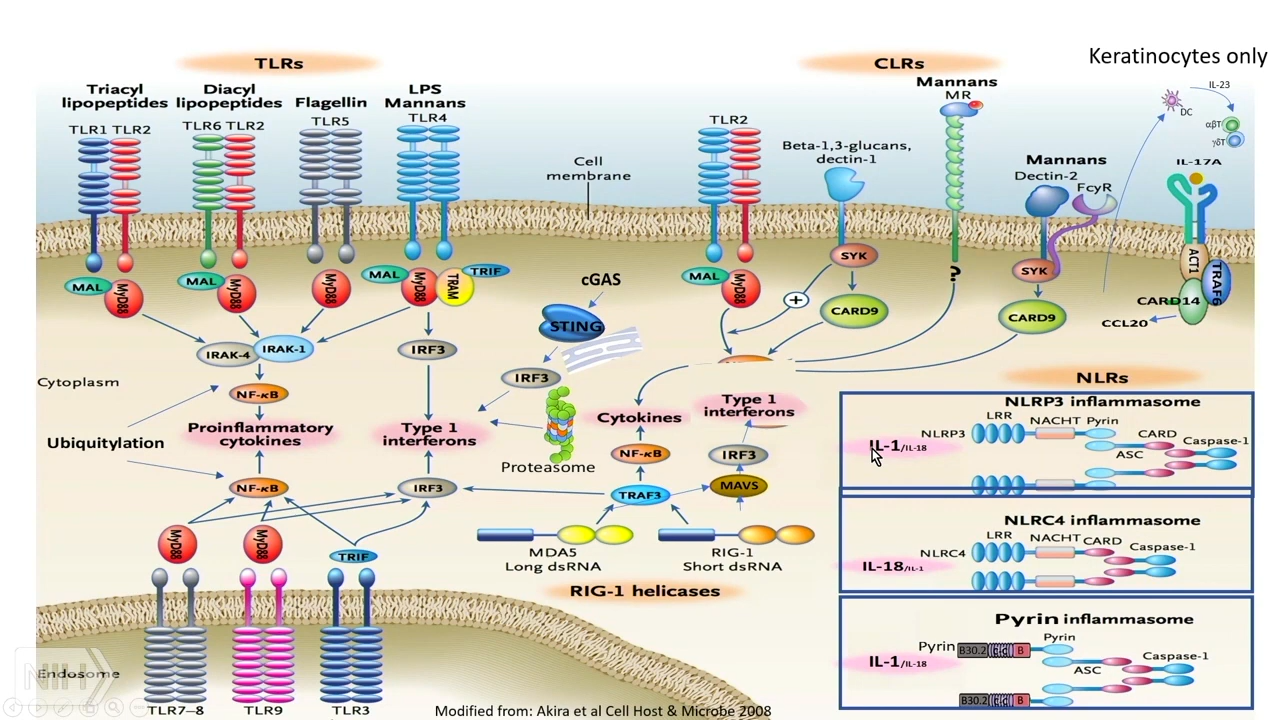 Keratinocytes only
TLRs
CLRs
Triacyl
lipopeptides
Diacyl
lipopeptides
Flagellin
LPS
Mannans
Mannans
MR
IL-23
DC
αβT
γδT
TLR1 TLR2
TLR6 TLR2
TLR5
TLR4
TLR2
Beta-1,3-glucans,
dectin-1
Cell
membrane
Mannans
Dectin-2
FcyR
IL-17A
MAL
MyD88
MAL
MyD88
MyD88
MAL
MyD88
TRAM
TRIF
cGAS
MAL
MyD88
SYK
SYK
ACT1
TRAF6
+
CARD9
CARD9
CARD14
CCL20
STING
IRAK-4
IRAK-1
IRF3
IRF3
Cytoplasm
NF-κB
NLRs
Ubiquitylation
Proinflammatory
cytokines
Type 1
interferons
Proteasome
Cytokines
Type 1
interferons
NF-κB
IRF3
NF-κB
IRF3
TRAF3
MAVS
MyD88
MyD88
TRIF
MDA5
Long dsRNA
RIG-1
Short dsRNA
RIG-1 helicases
NLRP3 inflammasome
LRR
NACHT Pyrin
NLRP3
CARD
Caspase-1
IL-1/IL-18
ASC
NLRC4 inflammasome
LRR
NACHT CARD
NLRC4
Caspase-1
IL-18/IL-1
Pyrin inflammasome
Pyrin
Pyrin
B30.2
B
Caspase-1
IL-1/IL-18
ASC
B30.2
B
Endosome
NIH
TLR7–8
TLR9
TLR3
Modified from: Akira et al Cell Host & Microbe 2008